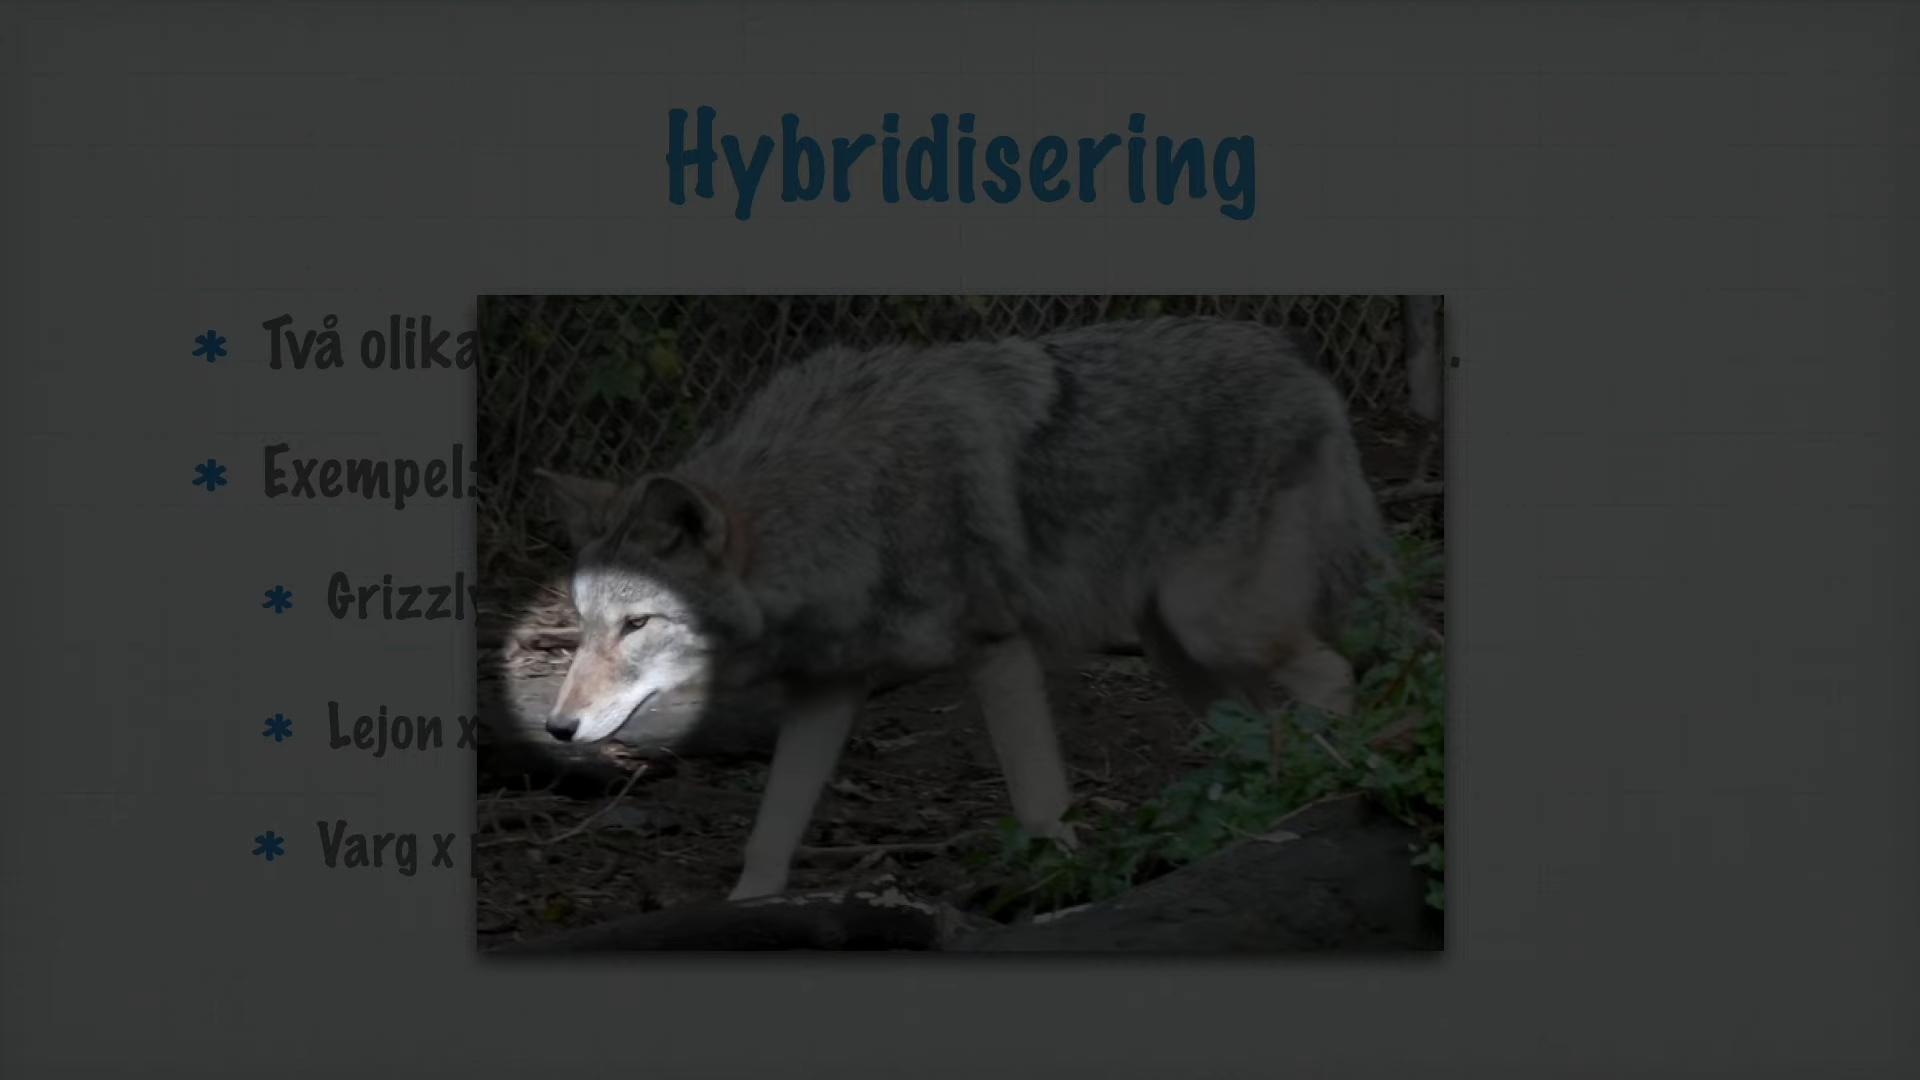 Hybridisering
* Två olika
* Exempel:
* Grizzly
* Lejon x
* Varg x